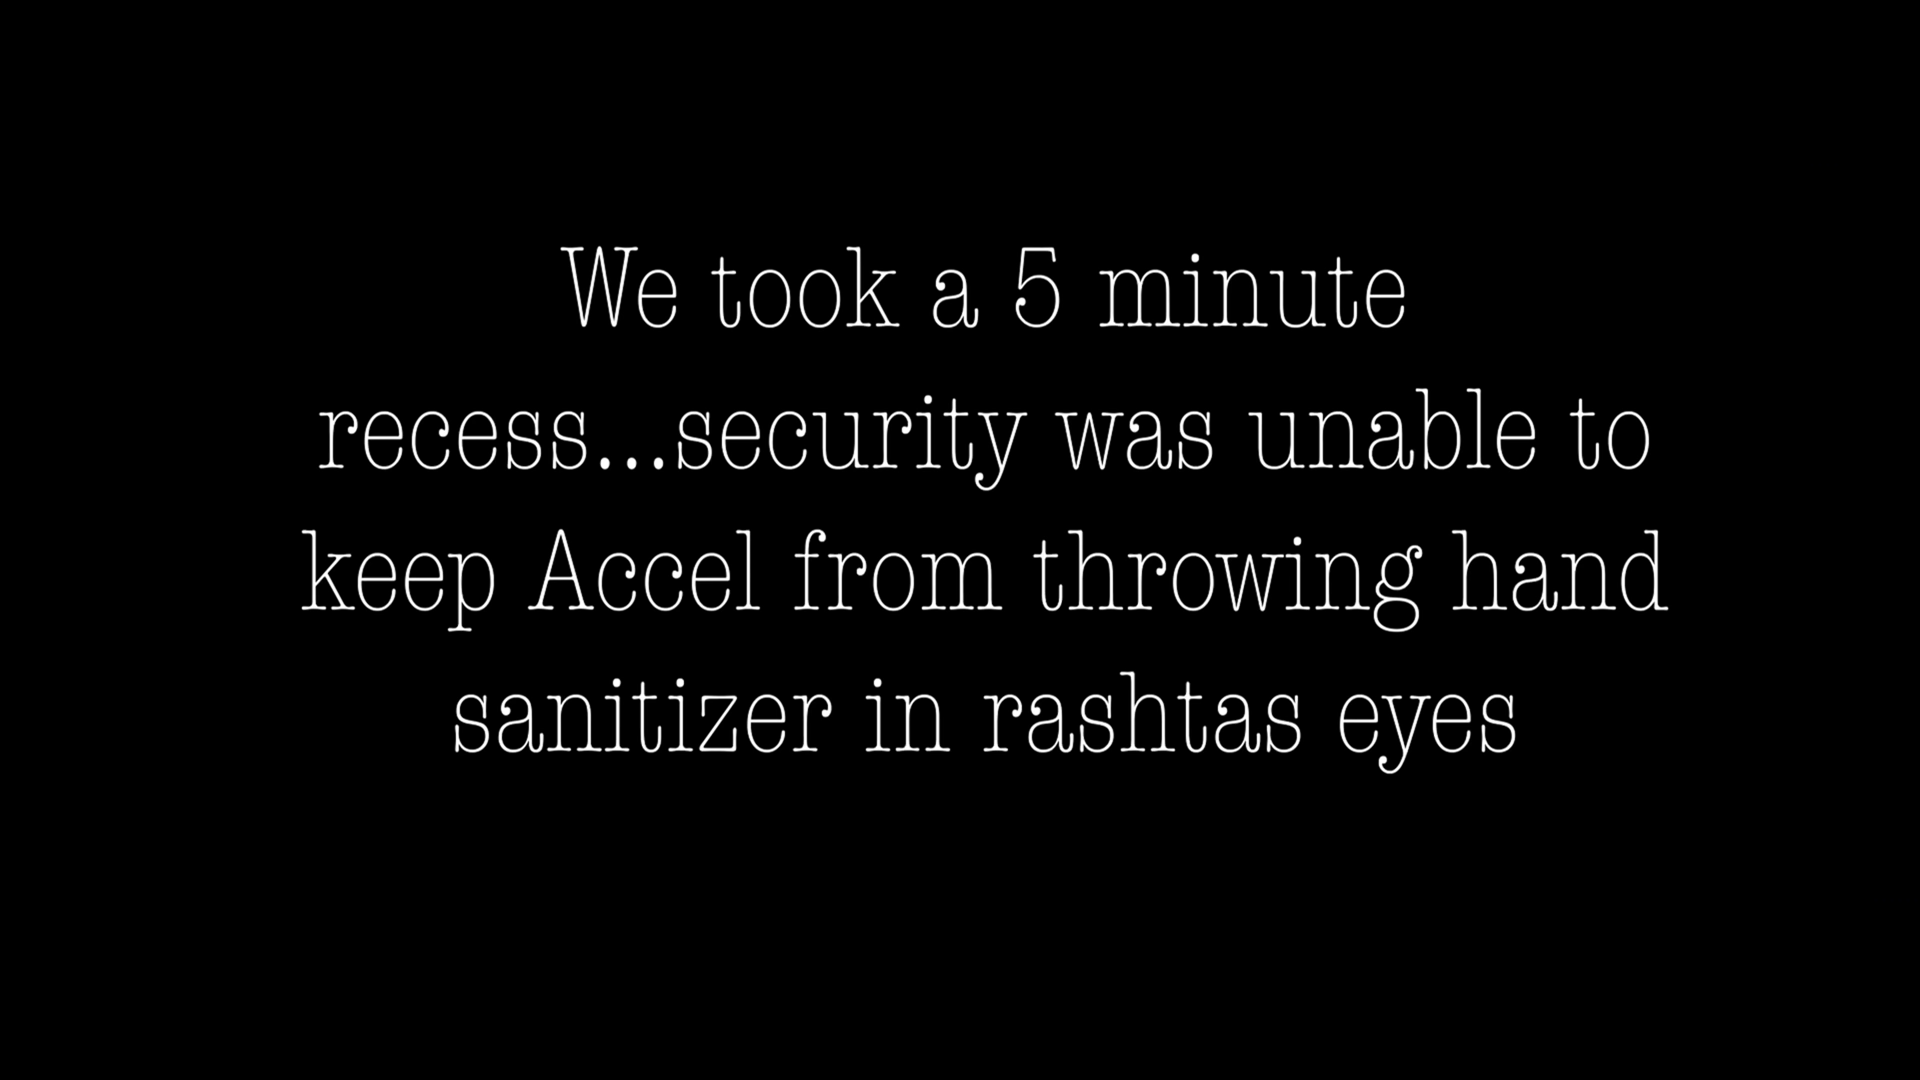 We took a 5 minute
recess...security was unable to
keep Accel from throwing hand
sanitizer in rashtas eyes